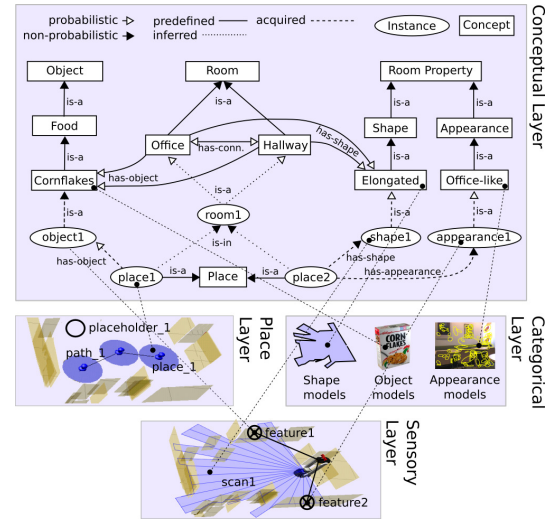 probabilistic
non-probabilistic
predefined
inferred
acquired
Instance
Concept
Conceptual Layer
Object
Room
Room Property
is-a
is-a
is-a
is-a
Food
Office
has-conn.
Hallway
has-shape
Shape
Appearance
is-a
has-object
is-a
is-a
is-a
Cornflakes
Elongated
Office-like
is-a
room1
is-a
is-a
object1
is-in
shape1
appearance1
has-object
has-shape
place1
is-a
Place
is-a
place2
has-appearance
placeholder_1
path_1
place_1
Place
Layer
CORN
FLAKES
Shape
models
Object
models
Appearance
models
Categorical
Layer
feature1
scan1
feature2
Sensory
Layer